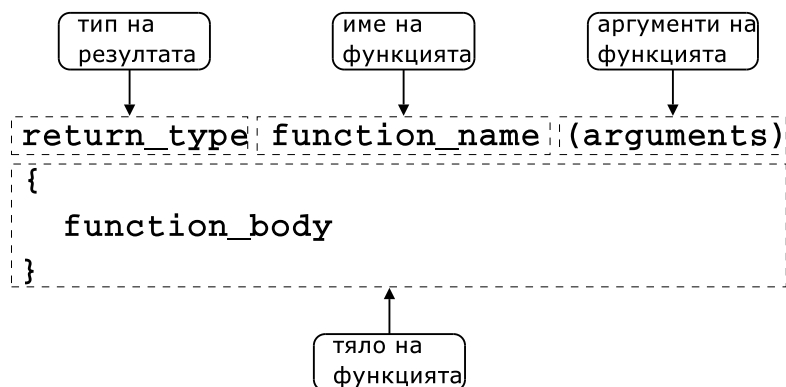 тип на
резултата
име на
функцията
аргументи на
функцията
return_type function_name (arguments)
{
function_body
}
тяло на
функцията